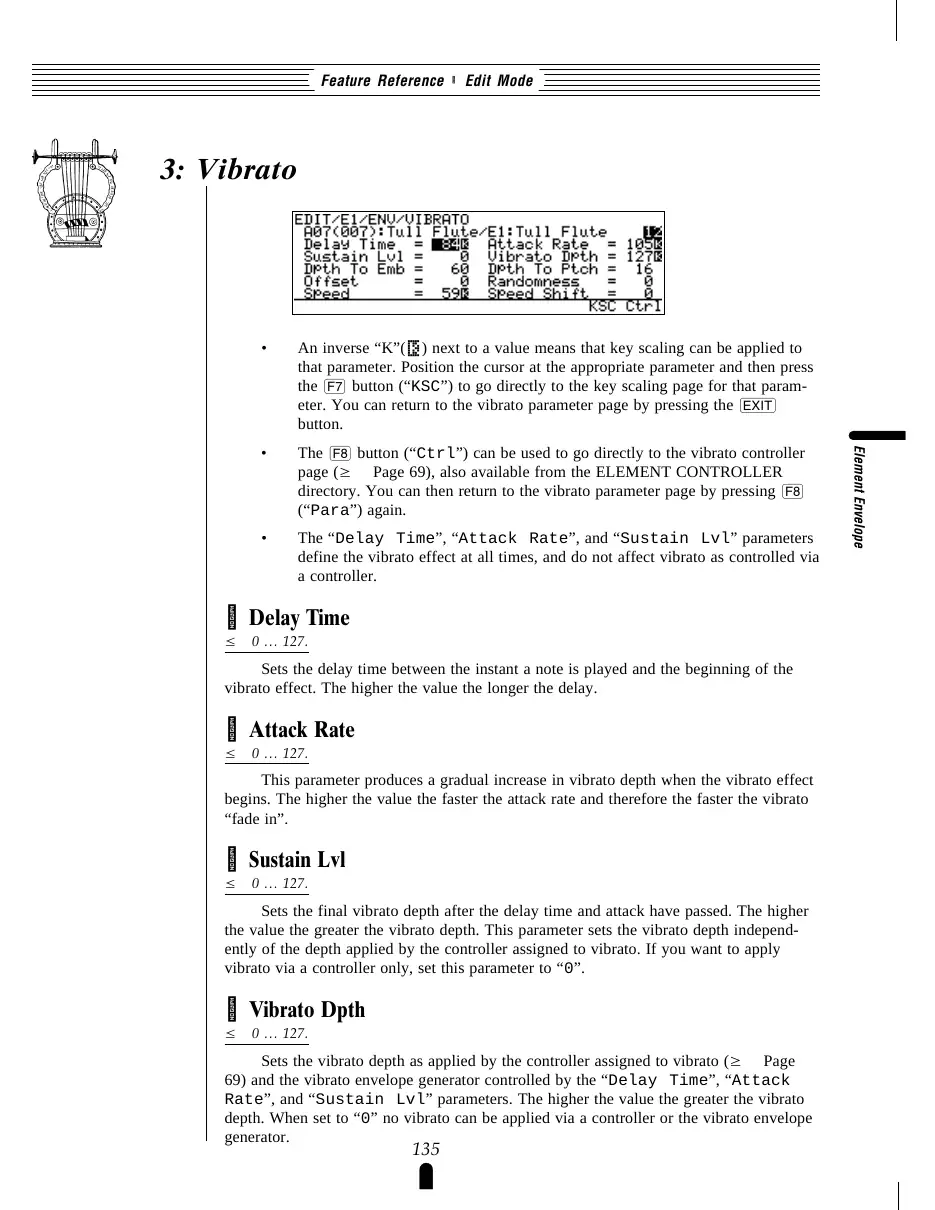 Feature Reference Edit Mode
3: Vibrato
EDIT/E1/ENV/VIBRATO
A07(007):Tull Flute/E1:Tull Flute 12
Delay Time = 84K Attack Rate = 105K
Sustain Lvl = 0 Vibrato Dpth = 127K
Dpth To Emb = 60 Dpth To Ptch = 16
Offset = 0 Randomness = 0
Speed = 59K Speed Shift = 0
KSC Ctrl
• An inverse “K”(K) next to a value means that key scaling can be applied to
that parameter. Position the cursor at the appropriate parameter and then press
the F7 button (“KSC”) to go directly to the key scaling page for that param-
eter. You can return to the vibrato parameter page by pressing the EXIT
button.
• The F8 button (“Ctrl”) can be used to go directly to the vibrato controller
page (≥ Page 69), also available from the ELEMENT CONTROLLER
directory. You can then return to the vibrato parameter page by pressing F8
(“Para”) again.
• The “Delay Time”, “Attack Rate”, and “Sustain Lvl” parameters
define the vibrato effect at all times, and do not affect vibrato as controlled via
a controller.
Element Envelope
Delay Time
≤ 0 … 127.
Sets the delay time between the instant a note is played and the beginning of the
vibrato effect. The higher the value the longer the delay.
Attack Rate
≤ 0 … 127.
This parameter produces a gradual increase in vibrato depth when the vibrato effect
begins. The higher the value the faster the attack rate and therefore the faster the vibrato
“fade in”.
Sustain Lvl
≤ 0 … 127.
Sets the final vibrato depth after the delay time and attack have passed. The higher
the value the greater the vibrato depth. This parameter sets the vibrato depth independ-
ently of the depth applied by the controller assigned to vibrato. If you want to apply
vibrato via a controller only, set this parameter to “0”.
Vibrato Dpth
≤ 0 … 127.
Sets the vibrato depth as applied by the controller assigned to vibrato (≥ Page
69) and the vibrato envelope generator controlled by the “Delay Time”, “Attack
Rate”, and “Sustain Lvl” parameters. The higher the value the greater the vibrato
depth. When set to “0” no vibrato can be applied via a controller or the vibrato envelope
generator.
135